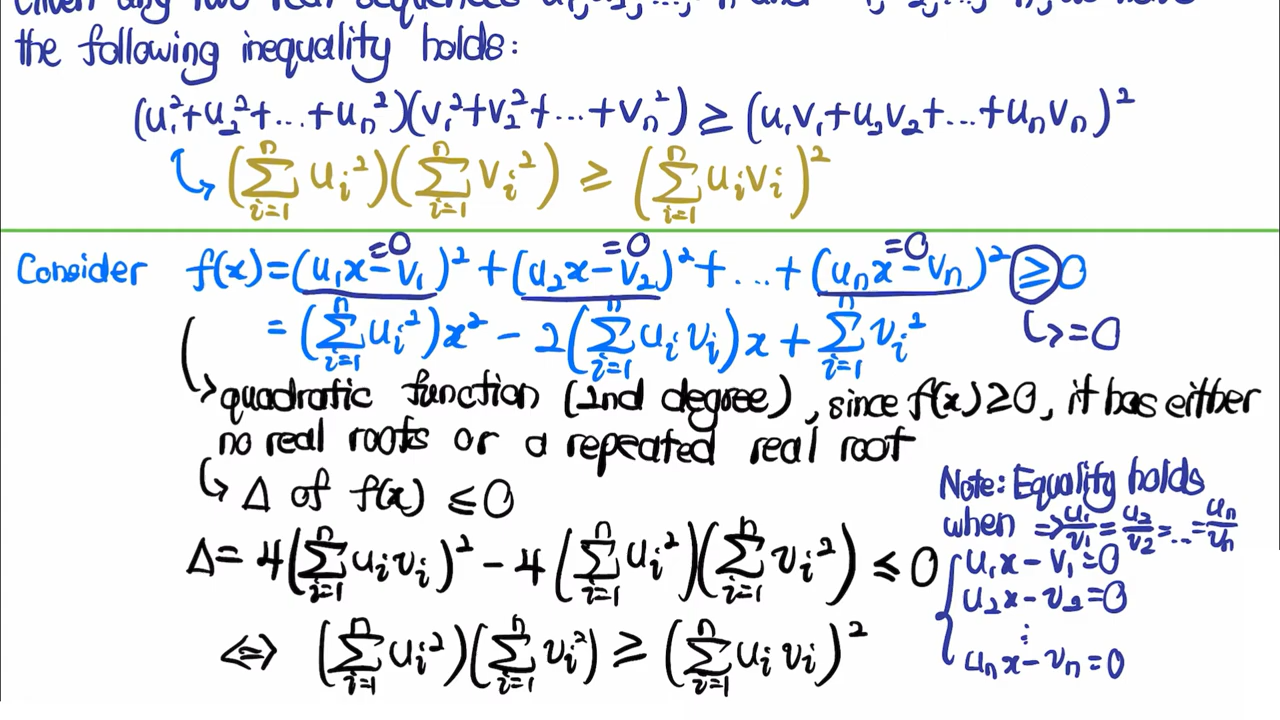 Given any two real sequences
the following inequality holds:
(u₁²+u₂²+...+uₙ²)(v₁²+v₂²+...+vₙ²) ≥ (u₁v₁+u₂v₂+...+uₙvₙ)²
↳ (∑ᵢ₌₁ⁿ uᵢ²)(∑ᵢ₌₁ⁿ vᵢ²) ≥ (∑ᵢ₌₁ⁿ uᵢvᵢ)²
=0 =0 =0
Consider f(x)=(u₁x−v₁)²+(u₂x−v₂)²+...+(uₙx−vₙ)² ≥0
=(∑ᵢ₌₁ⁿ uᵢ²)x² − 2(∑ᵢ₌₁ⁿ uᵢvᵢ)x + ∑ᵢ₌₁ⁿ vᵢ² ↳=0
↳ quadratic function (2nd degree), since f(x)≥0, it has either
no real roots or a repeated real root
↳ Δ of f(x) ≤0
Δ= 4(∑ᵢ₌₁ⁿ uᵢvᵢ)² − 4(∑ᵢ₌₁ⁿ uᵢ²)(∑ᵢ₌₁ⁿ vᵢ²) ≤ 0
⇔ (∑ᵢ₌₁ⁿ uᵢ²)(∑ᵢ₌₁ⁿ vᵢ²) ≥ (∑ᵢ₌₁ⁿ uᵢvᵢ)²
Note: Equality holds
when ⇒ u₁/v₁ = u₂/v₂ = ... = uₙ/vₙ
u₁x − v₁=0
u₂x − v₂=0
⋮
uₙx − vₙ=0